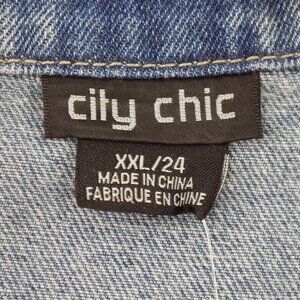 city chic
XXL/24
MADE IN CHINA
FABRIQUE EN CHINE